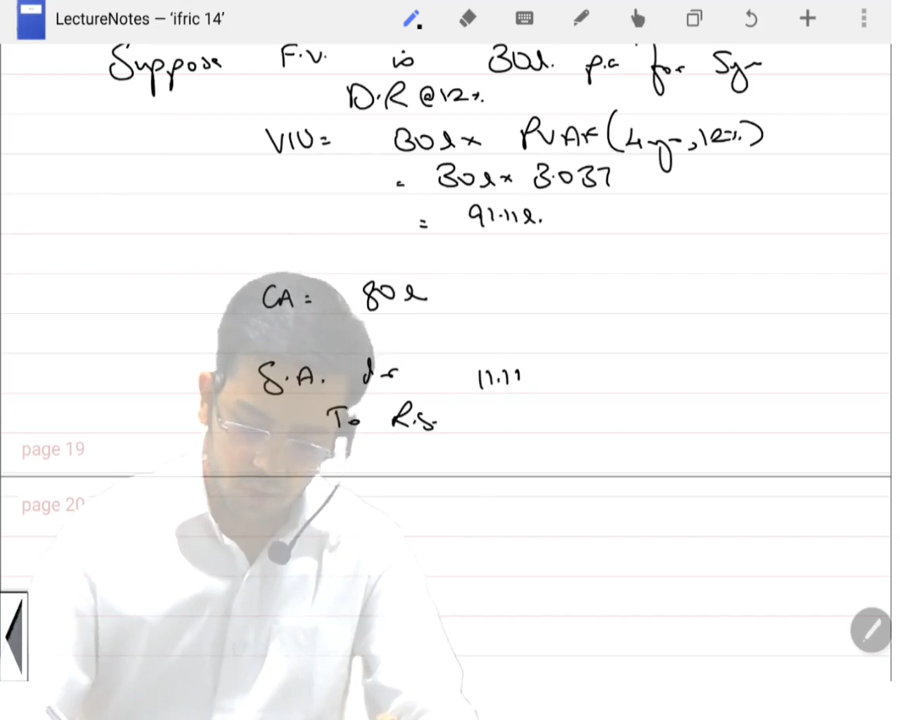 LectureNotes – ‘ifric 14’
Suppose F.V. is 30l. p.a for 5yr
D.R @12%.
VIU = 30l x PVAF (4yr, 12%)
= 30l x 3.037
= 91.11l.
CA = 80l
S.A. dr 11.11
To R.S.
page 19
page 20